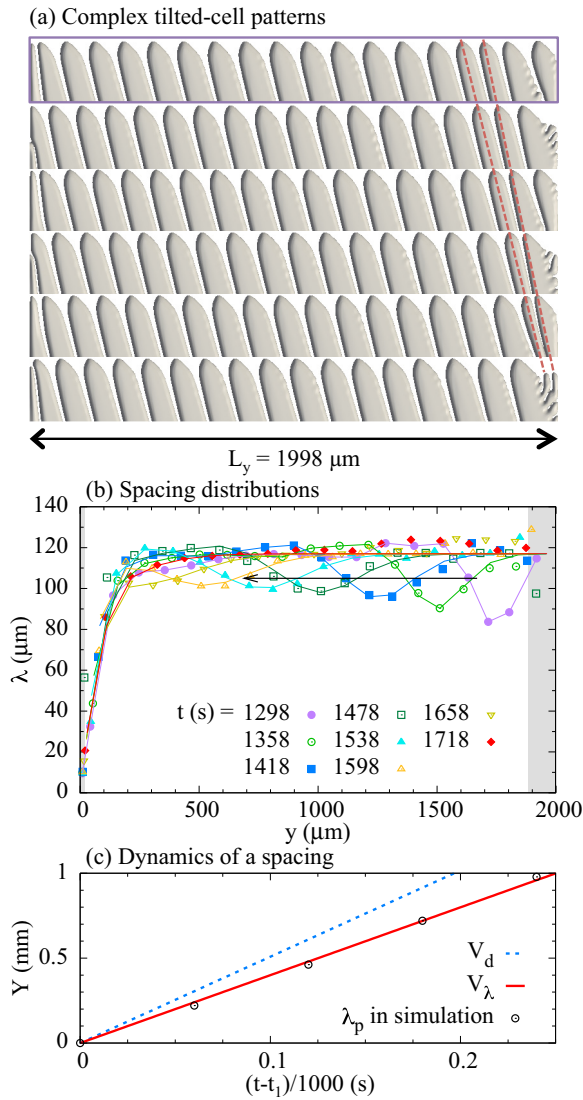 (a) Complex tilted-cell patterns
L_y = 1998 μm
(b) Spacing distributions
140
120
100
80
60
40
20
0
λ (μm)
t (s) = 1298 1478 1658
1358 1538 1718
1418 1598
0 500 1000 1500 2000
y (μm)
(c) Dynamics of a spacing
1
0.5
0
Y (mm)
V_d
V_λ
λ_p in simulation
0 0.1 0.2
(t-t_1)/1000 (s)